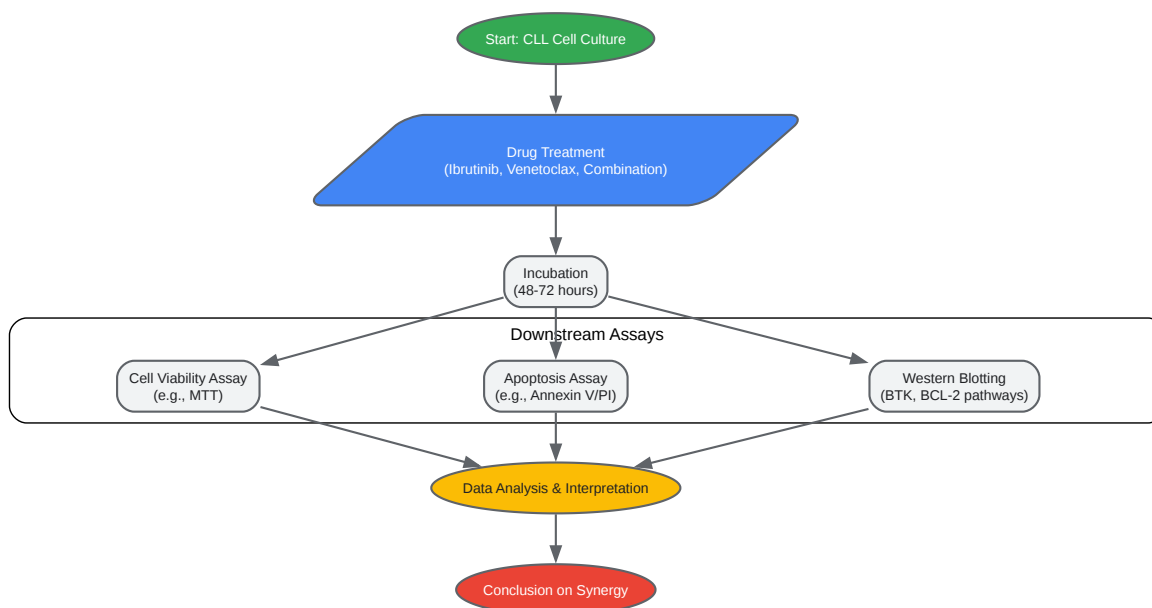 Start: CLL Cell Culture
Drug Treatment
(Ibrutinib, Venetoclax, Combination)
Incubation
(48-72 hours)
Downstream Assays
Cell Viability Assay
(e.g., MTT)
Apoptosis Assay
(e.g., Annexin V/PI)
Western Blotting
(BTK, BCL-2 pathways)
Data Analysis & Interpretation
Conclusion on Synergy